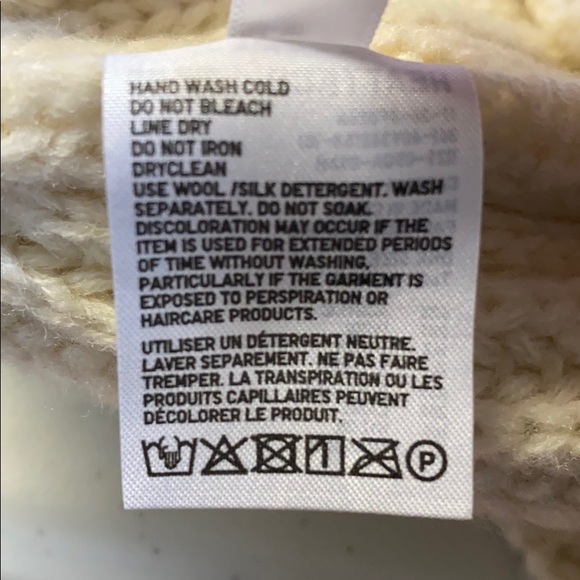 HAND WASH COLD
DO NOT BLEACH
LINE DRY
DO NOT IRON
DRYCLEAN
USE WOOL /SILK DETERGENT. WASH
SEPARATELY. DO NOT SOAK.
DISCOLORATION MAY OCCUR IF THE
ITEM IS USED FOR EXTENDED PERIODS
OF TIME WITHOUT WASHING,
PARTICULARLY IF THE GARMENT IS
EXPOSED TO PERSPIRATION OR
HAIRCARE PRODUCTS.
UTILISER UN DÉTERGENT NEUTRE.
LAVER SEPAREMENT. NE PAS FAIRE
TREMPER. LA TRANSPIRATION OU LES
PRODUITS CAPILLAIRES PEUVENT
DÉCOLORER LE PRODUIT.
P